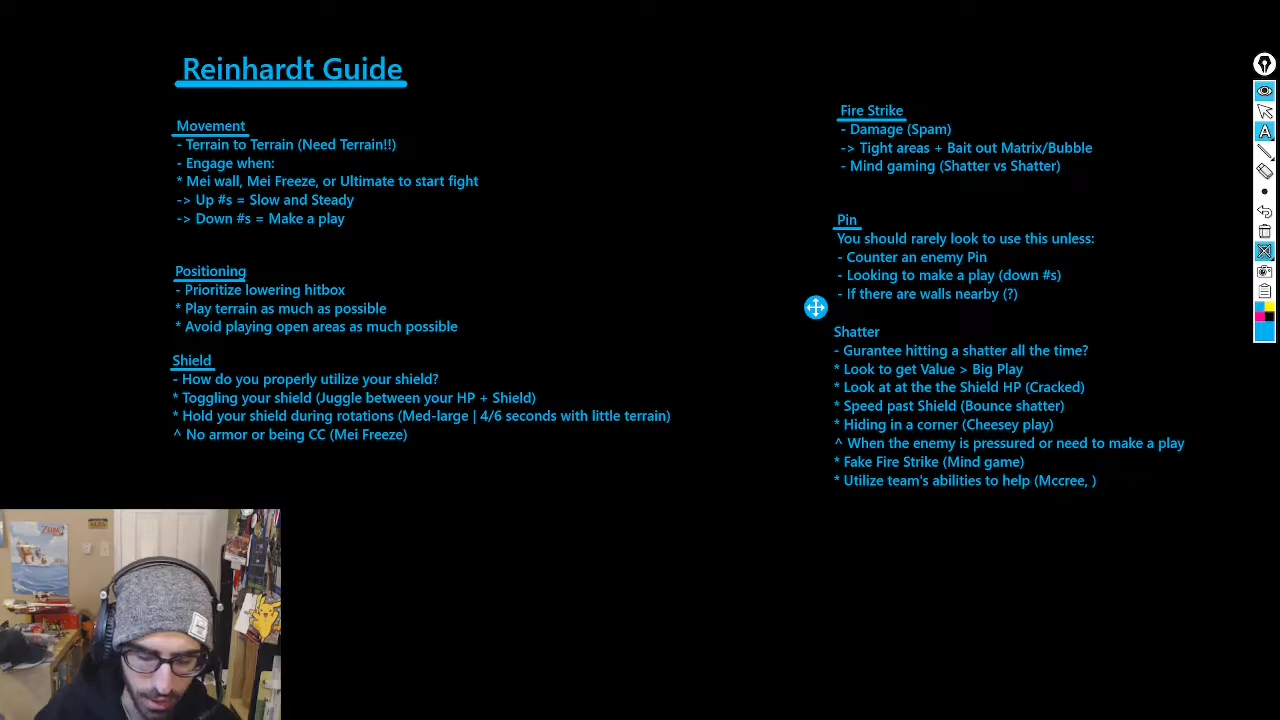 Reinhardt Guide
Movement
- Terrain to Terrain (Need Terrain!!)
- Engage when:
* Mei wall, Mei Freeze, or Ultimate to start fight
-> Up #s = Slow and Steady
-> Down #s = Make a play
Positioning
- Prioritize lowering hitbox
* Play terrain as much as possible
* Avoid playing open areas as much possible
Shield
- How do you properly utilize your shield?
* Toggling your shield (Juggle between your HP + Shield)
* Hold your shield during rotations (Med-large | 4/6 seconds with little terrain)
^ No armor or being CC (Mei Freeze)
Fire Strike
- Damage (Spam)
-> Tight areas + Bait out Matrix/Bubble
- Mind gaming (Shatter vs Shatter)
Pin
You should rarely look to use this unless:
- Counter an enemy Pin
- Looking to make a play (down #s)
- If there are walls nearby (?)
Shatter
- Gurantee hitting a shatter all the time?
* Look to get Value > Big Play
* Look at at the the Shield HP (Cracked)
* Speed past Shield (Bounce shatter)
* Hiding in a corner (Cheesey play)
^ When the enemy is pressured or need to make a play
* Fake Fire Strike (Mind game)
* Utilize team's abilities to help (Mccree, )
A